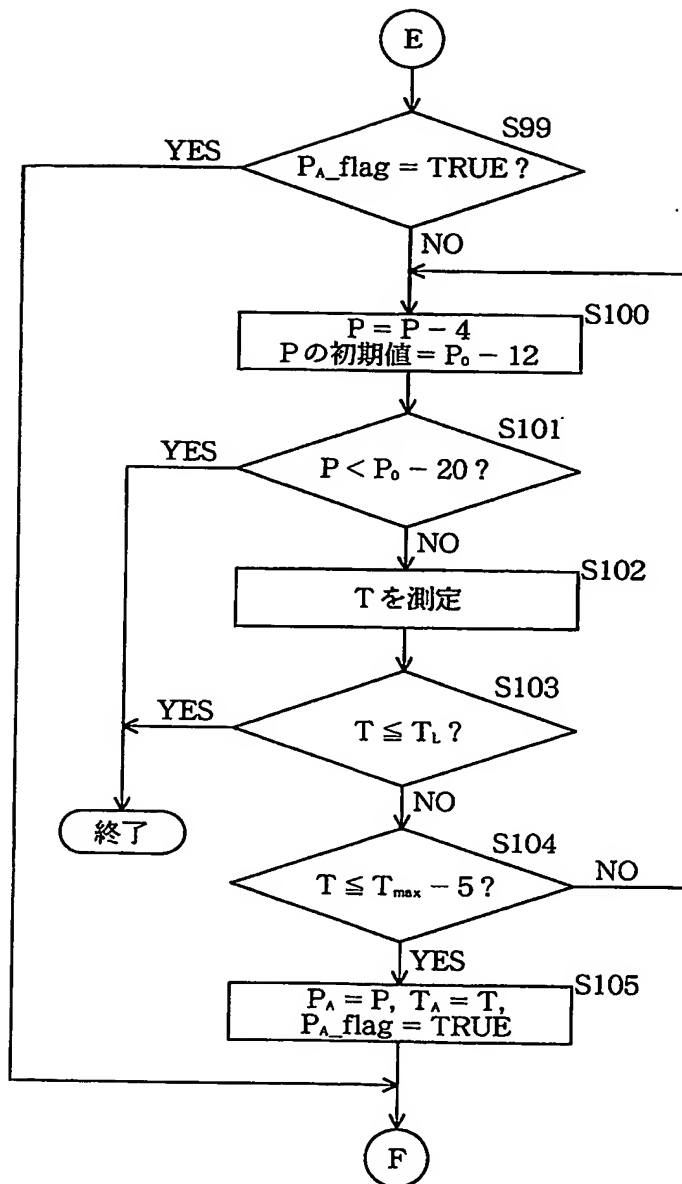 E
S99
YES
P_A_flag = TRUE ?
NO
S100
P = P − 4
Pの初期値 = P₀ − 12
S101
YES
P < P₀ − 20 ?
NO
S102
Tを測定
S103
YES
T ≦ T_L ?
NO
終了
S104
T ≦ T_max − 5 ?
NO
YES
S105
P_A = P, T_A = T,
P_A_flag = TRUE
F